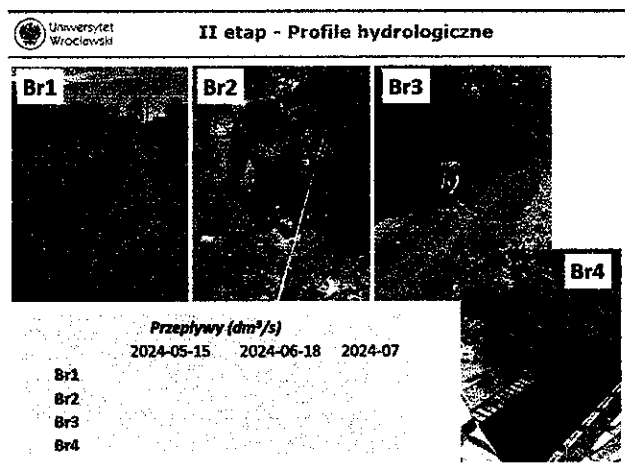 Uniwersytet
Wrocławski
II etap - Profile hydrologiczne
Br1
Br2
Br3
Br4
Przepływy (dm³/s)
2024-05-15 2024-06-18 2024-07
Br1
Br2
Br3
Br4